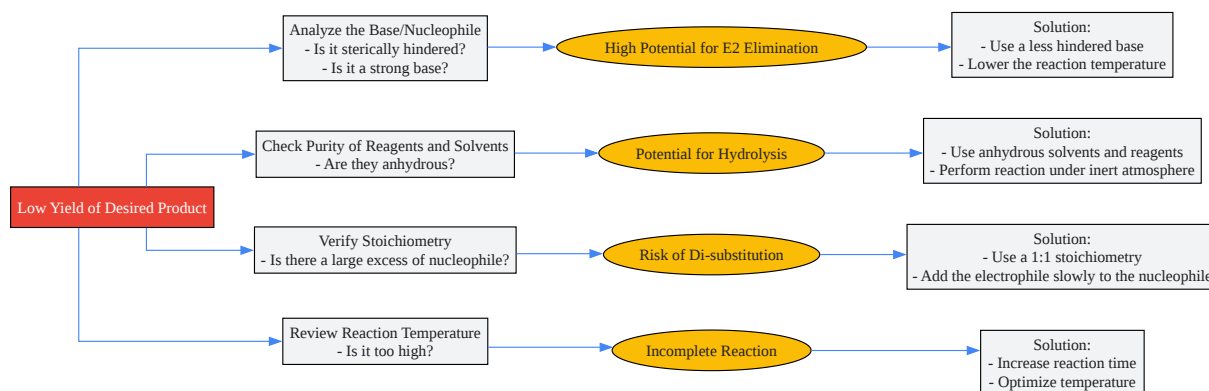 Analyze the Base/Nucleophile
- Is it sterically hindered?
- Is it a strong base?
High Potential for E2 Elimination
Solution:
- Use a less hindered base
- Lower the reaction temperature
Check Purity of Reagents and Solvents
- Are they anhydrous?
Potential for Hydrolysis
Solution:
- Use anhydrous solvents and reagents
- Perform reaction under inert atmosphere
Low Yield of Desired Product
Verify Stoichiometry
- Is there a large excess of nucleophile?
Risk of Di-substitution
Solution:
- Use a 1:1 stoichiometry
- Add the electrophile slowly to the nucleophile
Review Reaction Temperature
- Is it too high?
Incomplete Reaction
Solution:
- Increase reaction time
- Optimize temperature